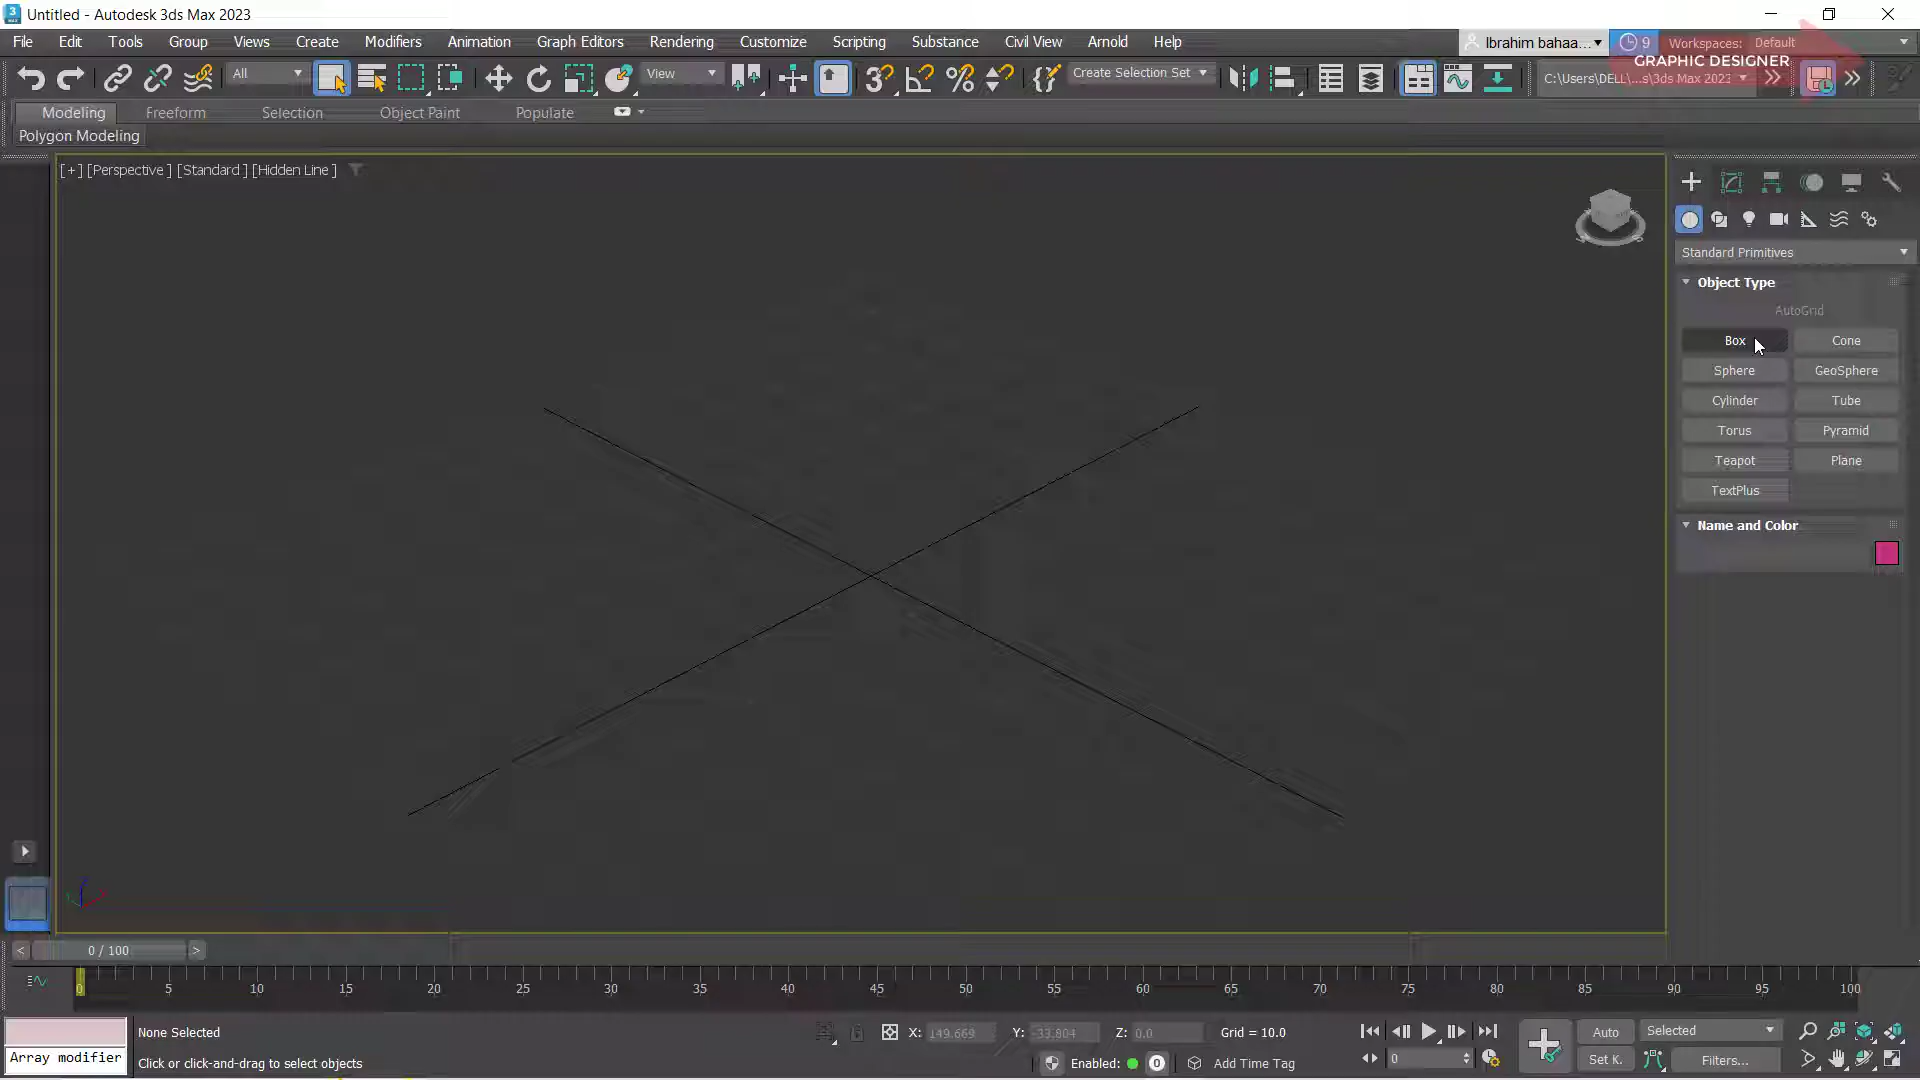 Untitled - Autodesk 3ds Max 2023
File Edit Tools Group Views Create Modifiers Animation Graph Editors Rendering Customize Scripting Substance Civil View Arnold Help
Ibrahim bahaa... 9 Workspaces: Default
GRAPHIC DESIGNER
All View Create Selection Set C:\Users\DELL\...s\3ds Max 2023
Modeling Freeform Selection Object Paint Populate
Polygon Modeling
[+] [Perspective] [Standard] [Hidden Line]
Standard Primitives
Object Type
AutoGrid
Box Cone
Sphere GeoSphere
Cylinder Tube
Torus Pyramid
Teapot Plane
TextPlus
Name and Color
< 0 / 100 >
0 5 10 15 20 25 30 35 40 45 50 55 60 65 70 75 80 85 90 95 100
None Selected X: 149.669 Y: -33.804 Z: 0.0 Grid = 10.0 Auto Selected
Array modifier Click or click-and-drag to select objects Enabled: 0 Add Time Tag 0 Set K. Filters...